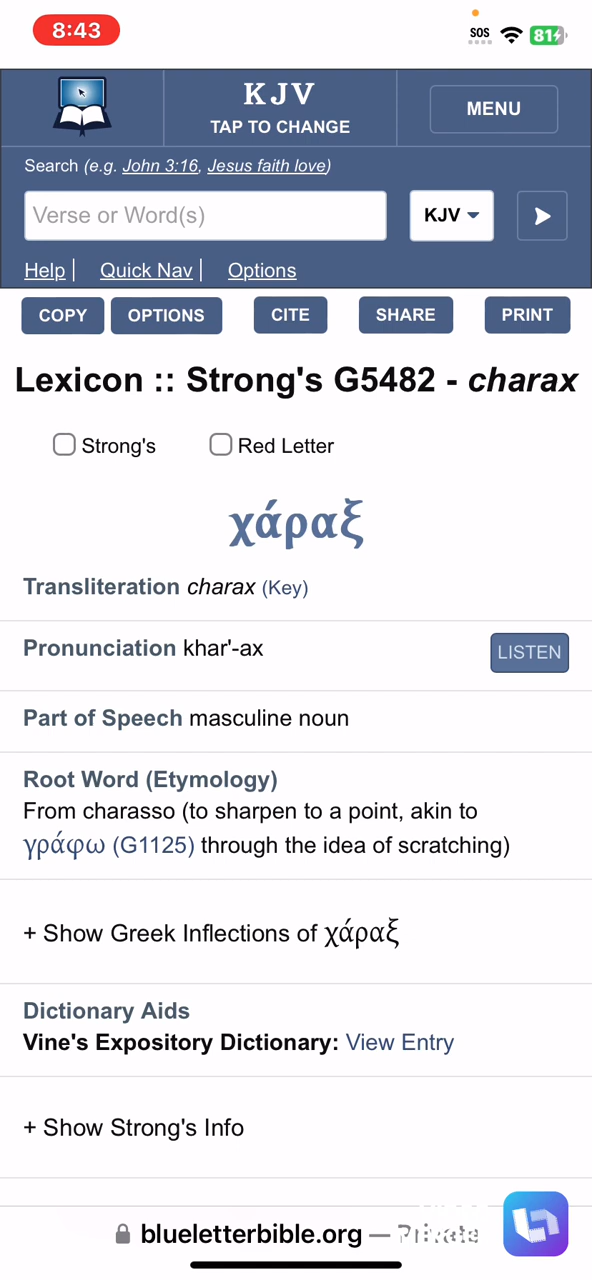 8:43
SOS
81
KJV
TAP TO CHANGE
MENU
Search (e.g. John 3:16, Jesus faith love)
Verse or Word(s)
KJV
Help | Quick Nav | Options
COPY OPTIONS CITE SHARE PRINT
Lexicon :: Strong's G5482 - charax
Strong's Red Letter
χάραξ
Transliteration charax (Key)
Pronunciation khar'-ax
LISTEN
Part of Speech masculine noun
Root Word (Etymology)
From charasso (to sharpen to a point, akin to
γράφω (G1125) through the idea of scratching)
+ Show Greek Inflections of χάραξ
Dictionary Aids
Vine's Expository Dictionary: View Entry
+ Show Strong's Info
blueletterbible.org —